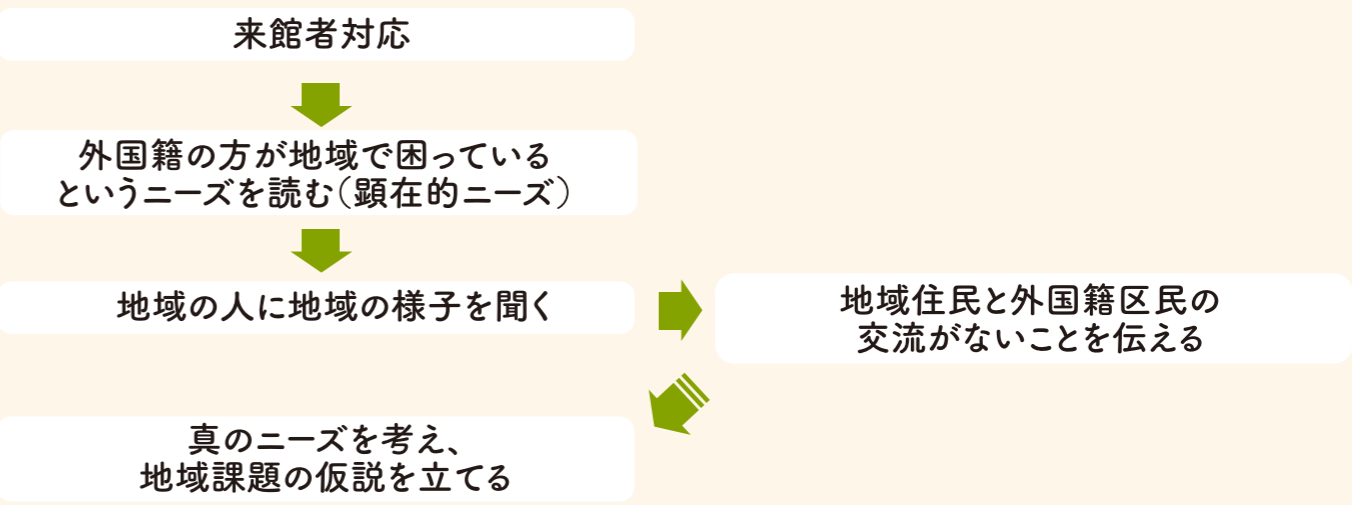 来館者対応
外国籍の方が地域で困っている
というニーズを読む(顕在的ニーズ)
地域の人に地域の様子を聞く
地域住民と外国籍区民の
交流がないことを伝える
真のニーズを考え、
地域課題の仮説を立てる